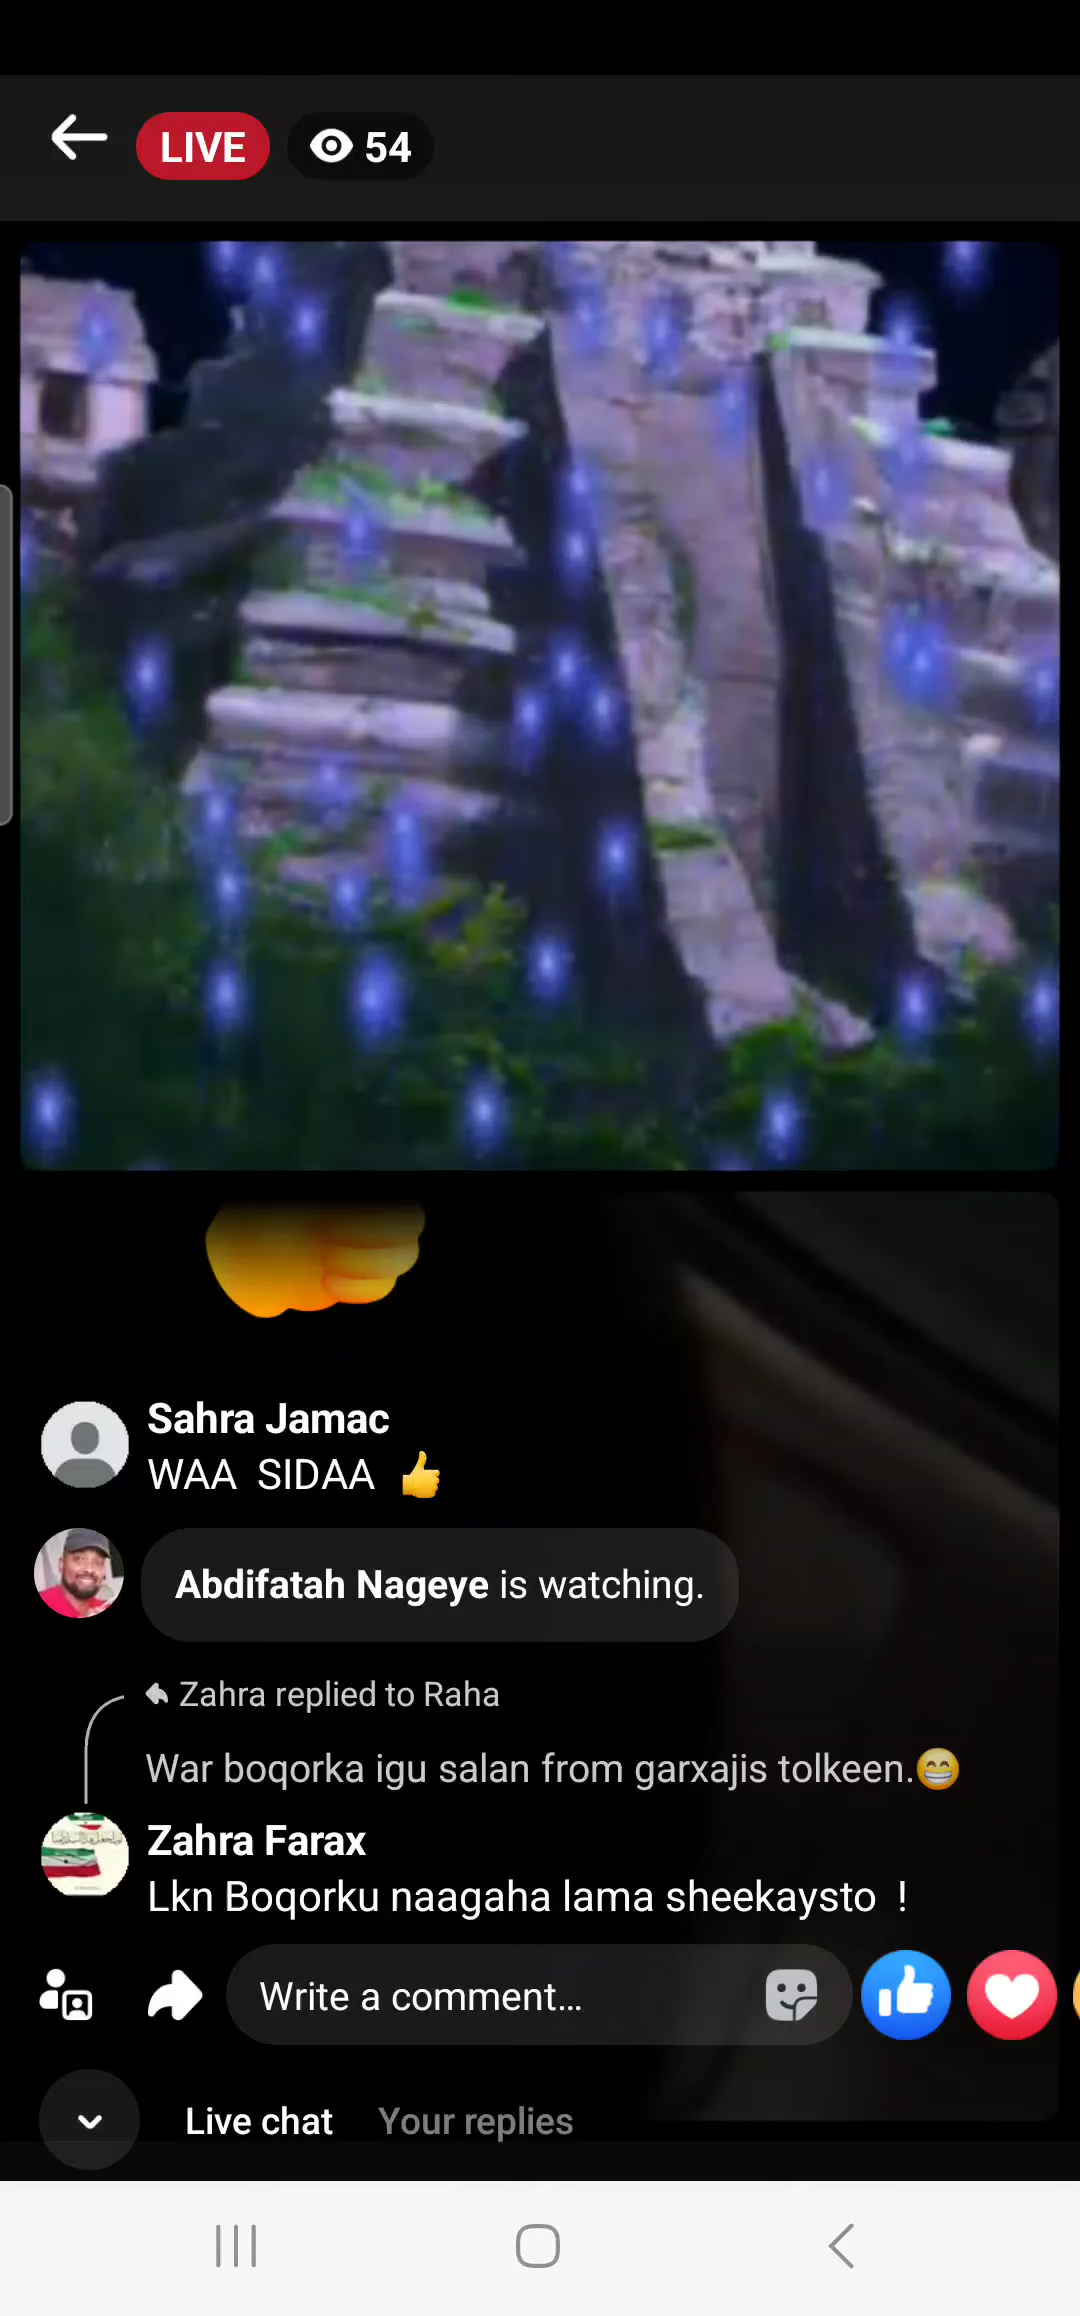 LIVE 54
Sahra Jamac
WAA SIDAA 👍
Abdifatah Nageye is watching.
Zahra replied to Raha
War boqorka igu salan from garxajis tolkeen.😁
Zahra Farax
Lkn Boqorku naagaha lama sheekaysto !
Write a comment...
Live chat Your replies